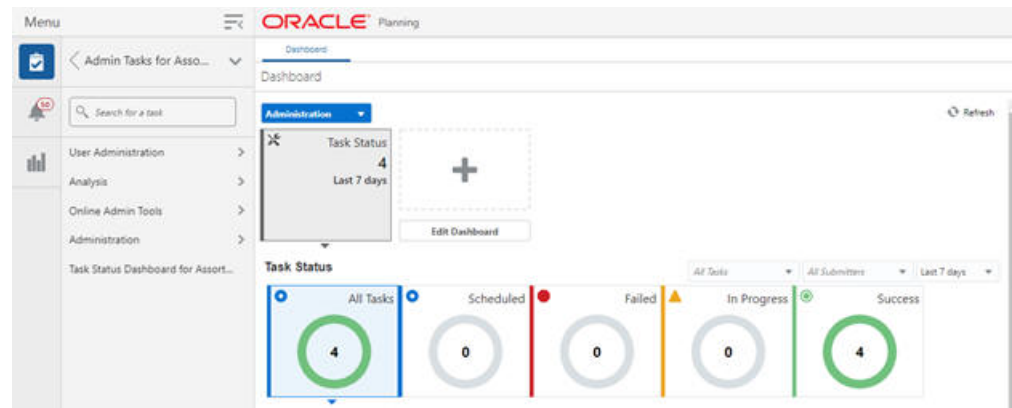 Menu
ORACLE Planning
Dashboard
Admin Tasks for Asso...
Dashboard
50
Search for a task
Administration
Refresh
User Administration
Analysis
Online Admin Tools
Administration
Task Status Dashboard for Assort...
Task Status
4
Last 7 days
Edit Dashboard
Task Status
All Tasks
All Submitters
Last 7 days
All Tasks
4
Scheduled
0
Failed
0
In Progress
0
Success
4